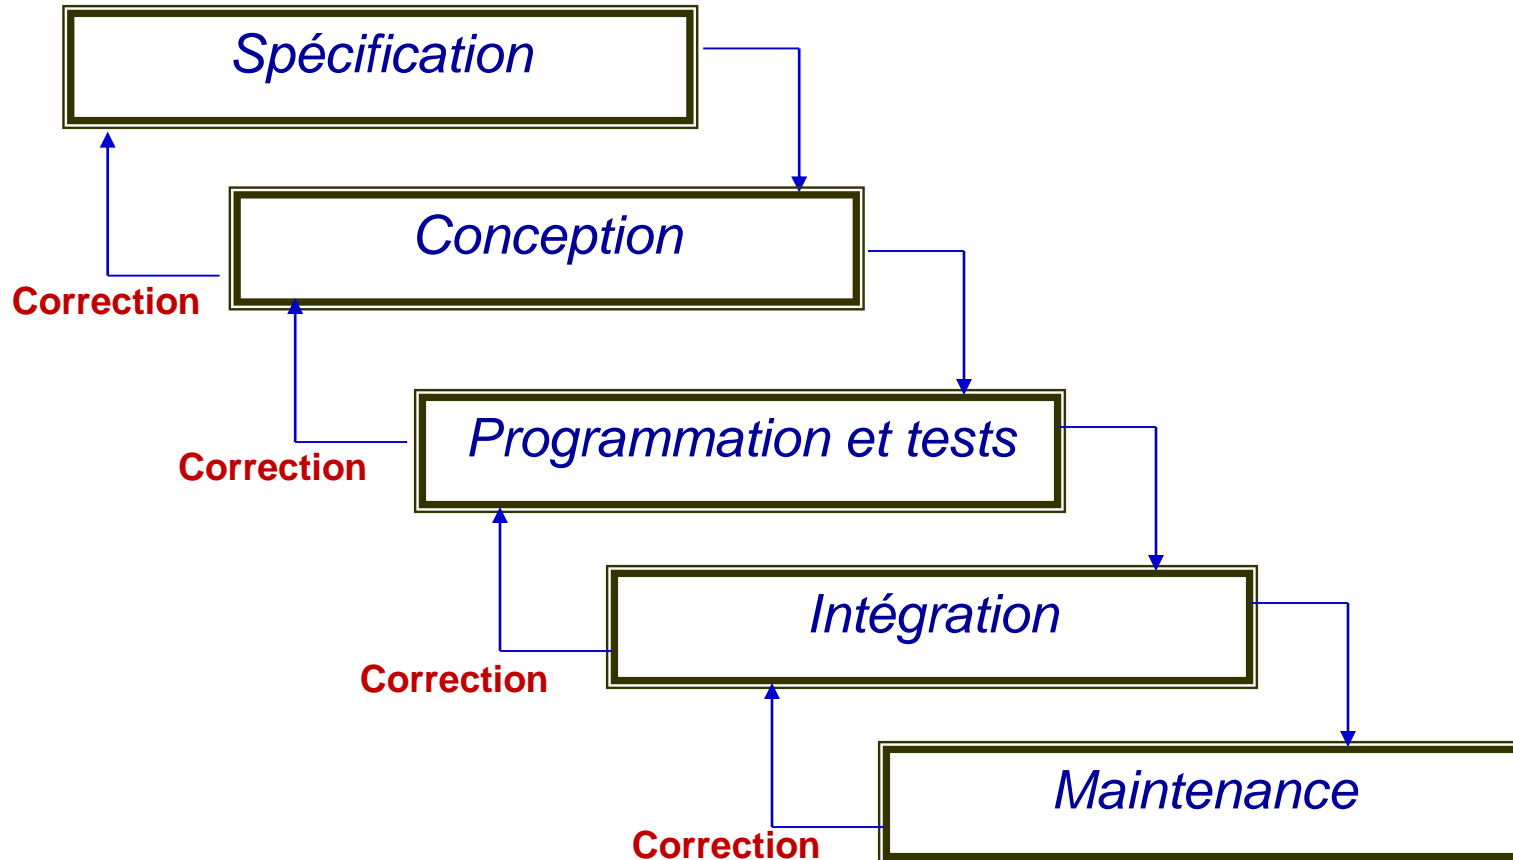 Spécification
Conception
Correction
Programmation et tests
Correction
Intégration
Correction
Maintenance
Correction